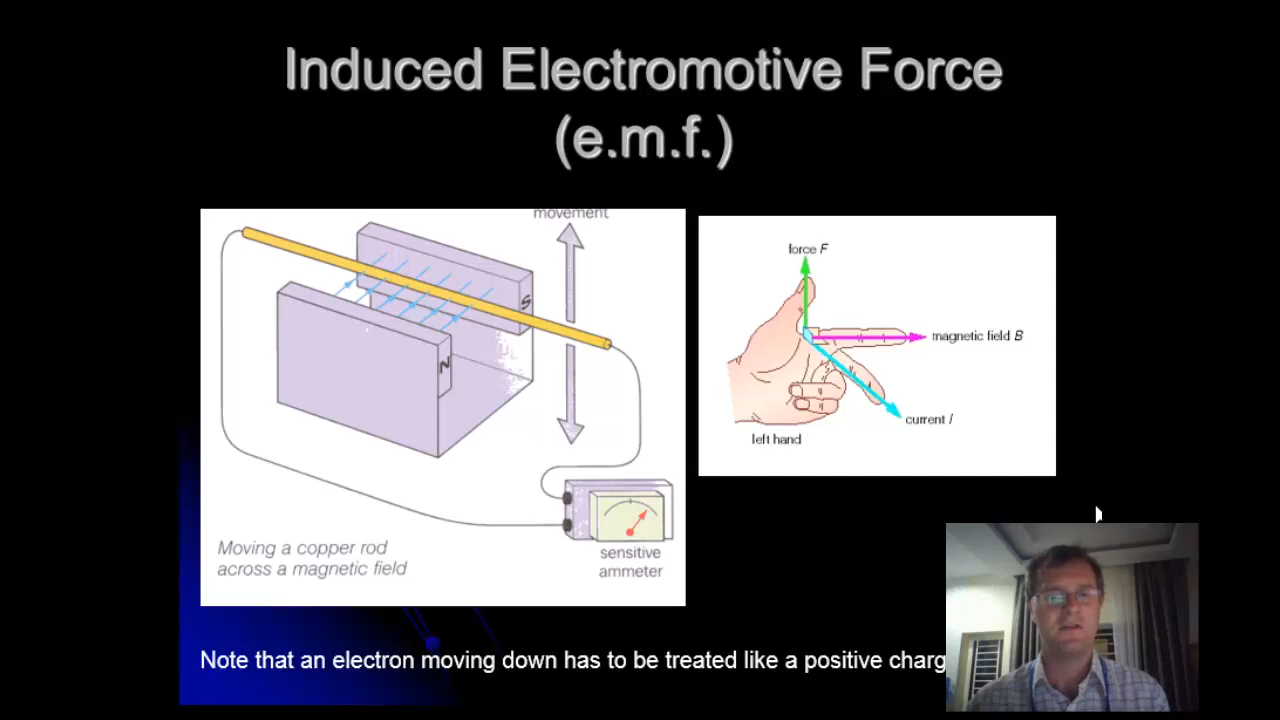 Induced Electromotive Force
(e.m.f.)
movement
S
N
Moving a copper rod
across a magnetic field
sensitive
ammeter
force F
magnetic field B
current I
left hand
Note that an electron moving down has to be treated like a positive charg